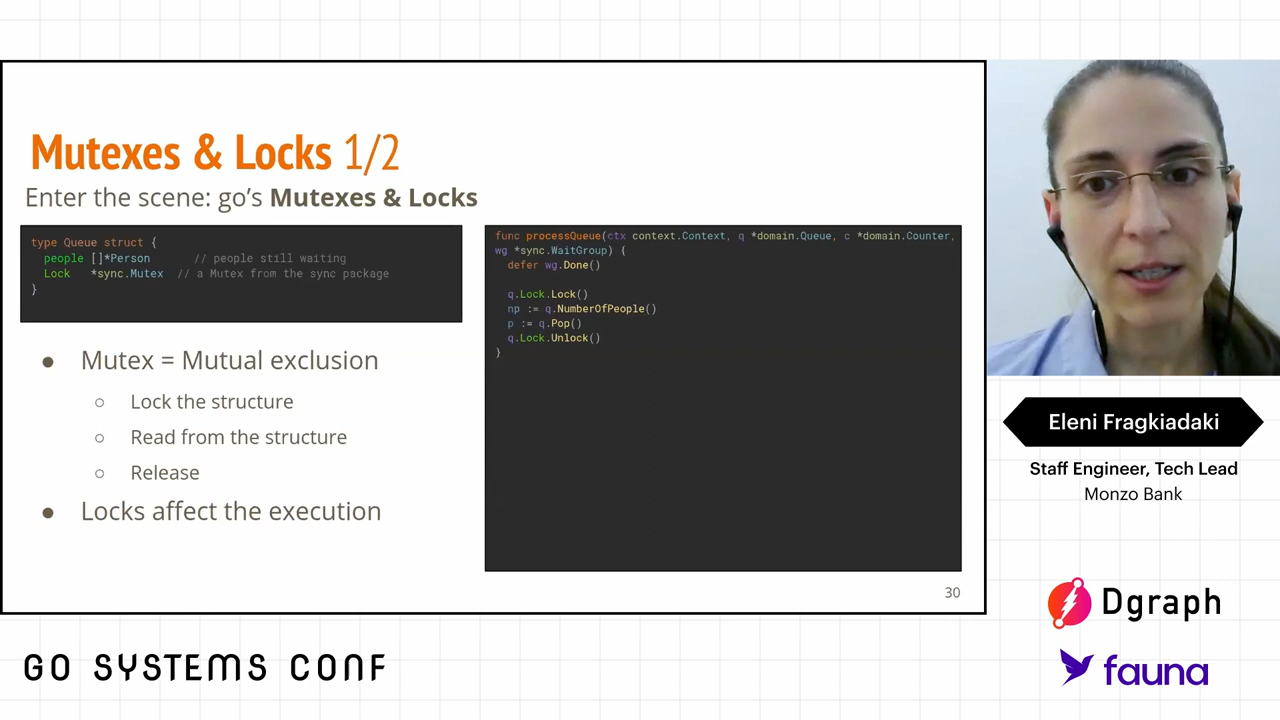 Mutexes & Locks 1/2
Enter the scene: go’s Mutexes & Locks
type Queue struct {
people []*Person // people still waiting
Lock *sync.Mutex // a Mutex from the sync package
}
● Mutex = Mutual exclusion
○ Lock the structure
○ Read from the structure
○ Release
● Locks affect the execution
func processQueue(ctx context.Context, q *domain.Queue, c *domain.Counter,
wg *sync.WaitGroup) {
defer wg.Done()
q.Lock.Lock()
np := q.NumberOfPeople()
p := q.Pop()
q.Lock.Unlock()
}
30
Eleni Fragkiadaki
Staff Engineer, Tech Lead
Monzo Bank
Dgraph
fauna
GO SYSTEMS CONF